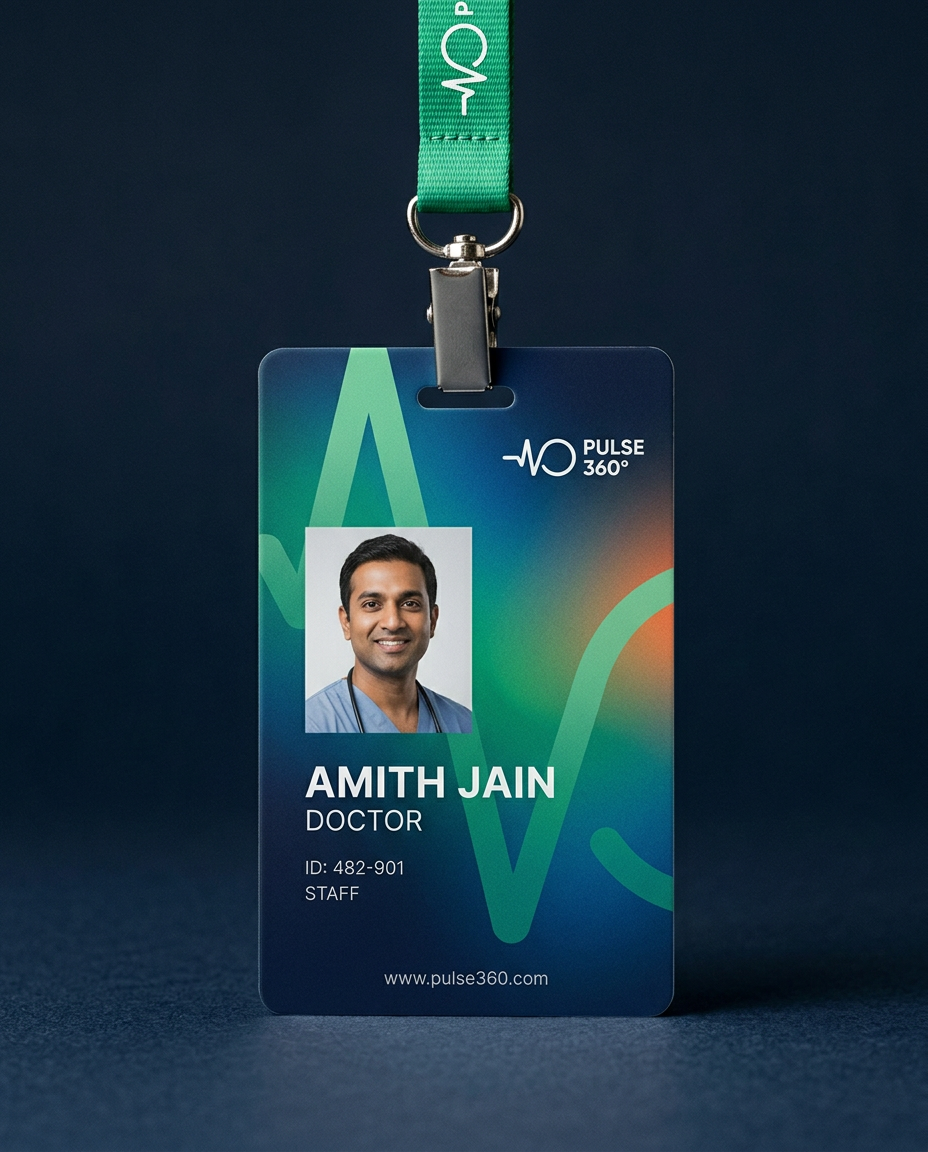 P
PULSE
360°
AMITH JAIN
DOCTOR
ID: 482-901
STAFF
www.pulse360.com